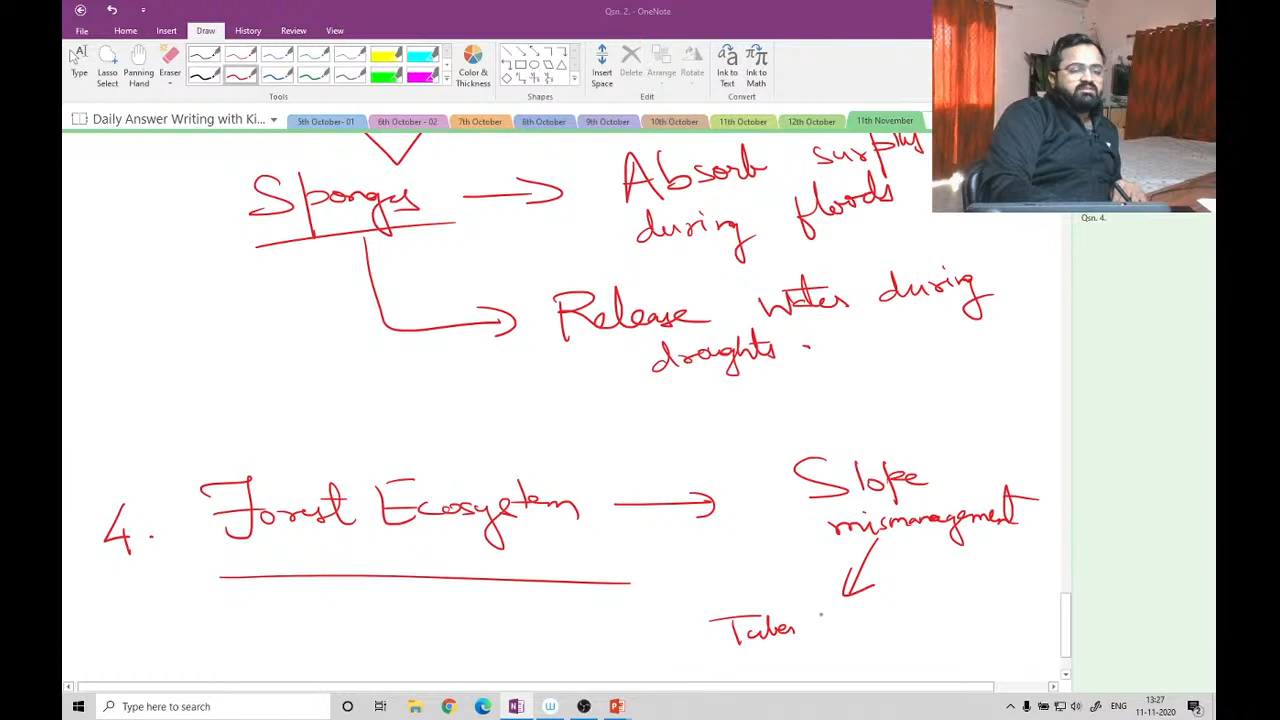 Qsn. 2. - OneNote
File Home Insert Draw History Review View
Type Lasso Select Panning Hand Eraser Color & Thickness Insert Space Delete Arrange Rotate Ink to Text Ink to Math
Tools Shapes Edit Convert
Daily Answer Writing with Ki... 5th October- 01 6th October - 02 7th October 8th October 9th October 10th October 11th October 12th October 11th November
Qsn. 4.
Sponges Absorb surplus
during floods
Release water during
droughts .
4. Forest Ecosystem Slope
mismanagement
Type here to search
13:27
11-11-2020
2